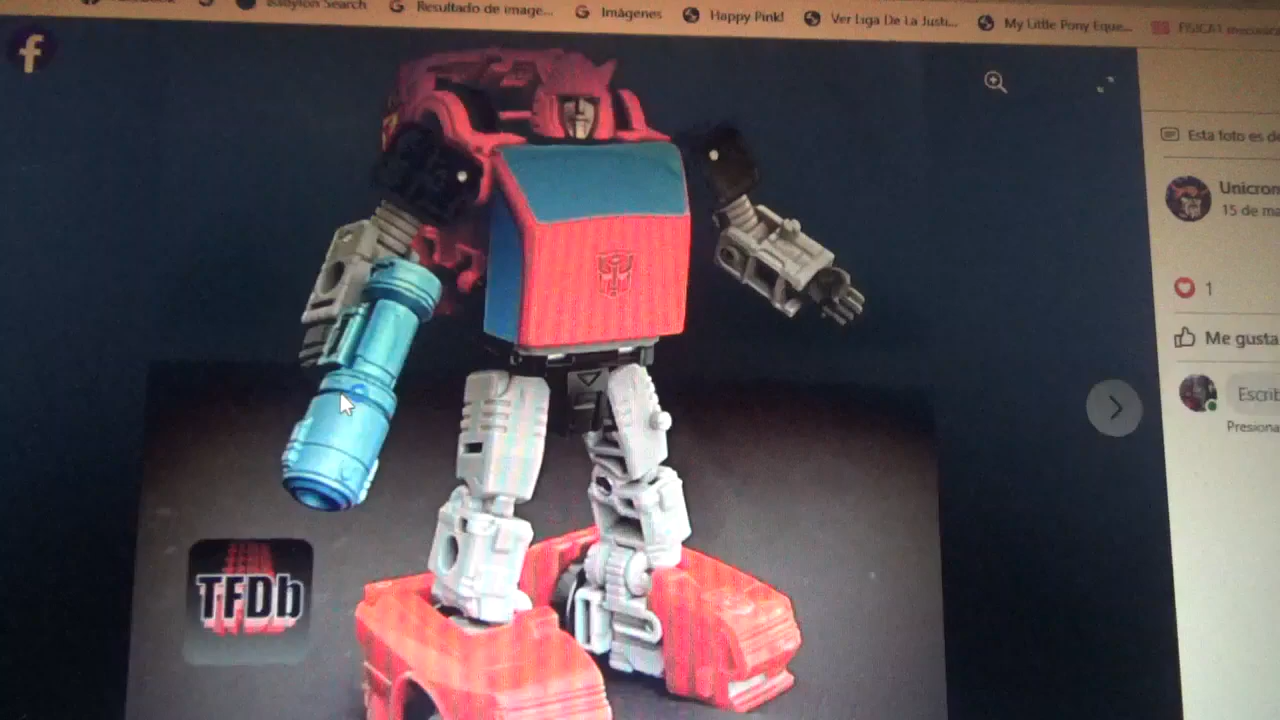 Babylon Search
Resultado de image...
Imágenes
Happy Pink!
Ver Liga De La Justi...
My Little Pony Eque...
f
Esta foto es de
Unicron
15 de ma
1
Me gusta
Escrib
Presiona
TFDb